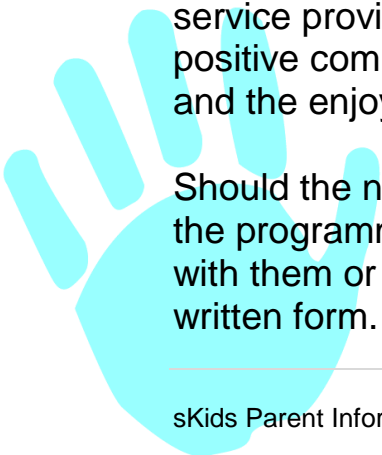 service provi
positive com
and the enjoy
Should the n
the programm
with them or
written form.
sKids Parent Infor